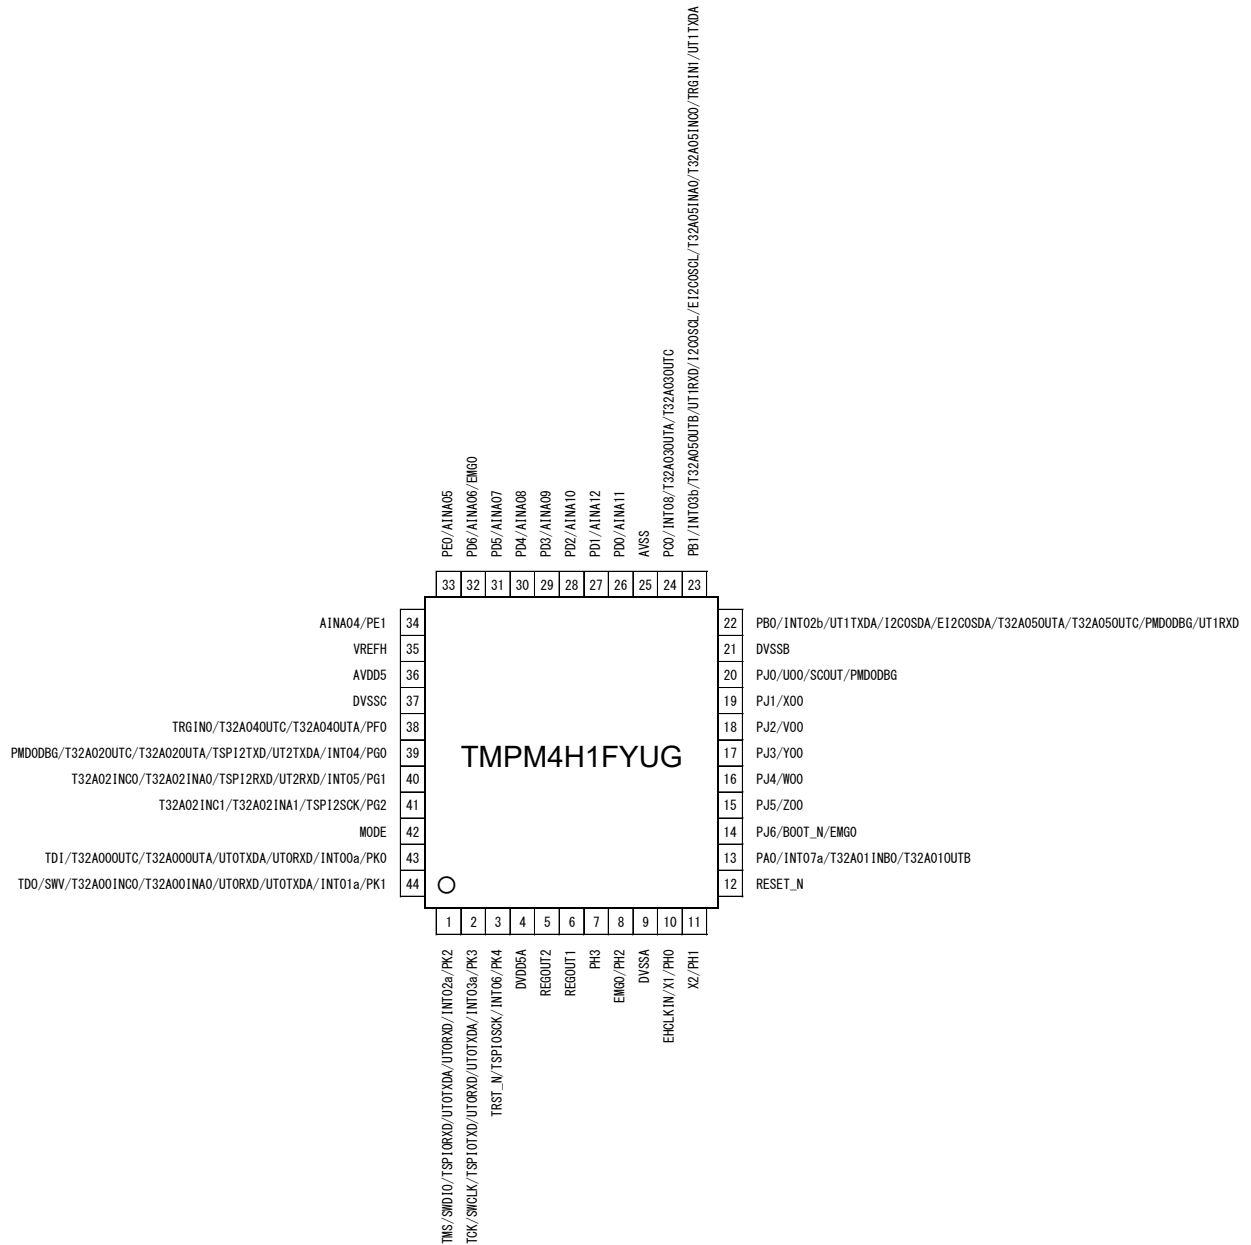 PB1/INT03b/T32A05OUTB/UT1RXD/I2C0SCL/EI2C0SCL/T32A05INA0/T32A05INC0/TRGIN1/UT1TXDA
PC0/INT08/T32A03OUTA/T32A03OUTC
AVSS
PD0/AINA11
PD1/AINA12
PD2/AINA10
PD3/AINA09
PD4/AINA08
PD5/AINA07
PD6/AINA06/EMG0
PE0/AINA05
33 32 31 30 29 28 27 26 25 24 23
AINA04/PE1 34
VREFH 35
AVDD5 36
DVSSC 37
TRGIN0/T32A04OUTC/T32A04OUTA/PF0 38
PMD0DBG/T32A02OUTC/T32A02OUTA/TSPI2TXD/UT2TXDA/INT04/PG0 39
T32A02INC0/T32A02INA0/TSPI2RXD/UT2RXD/INT05/PG1 40
T32A02INC1/T32A02INA1/TSPI2SCK/PG2 41
MODE 42
TDI/T32A00OUTC/T32A00OUTA/UT0TXDA/UT0RXD/INT00a/PK0 43
TDO/SWV/T32A00INC0/T32A00INA0/UT0RXD/UT0TXDA/INT01a/PK1 44
TMPM4H1FYUG
22 PB0/INT02b/UT1TXDA/I2C0SDA/EI2C0SDA/T32A05OUTA/T32A05OUTC/PMD0DBG/UT1RXD
21 DVSSB
20 PJ0/UO0/SCOUT/PMD0DBG
19 PJ1/XO0
18 PJ2/VO0
17 PJ3/YO0
16 PJ4/WO0
15 PJ5/ZO0
14 PJ6/BOOT_N/EMG0
13 PA0/INT07a/T32A01INB0/T32A01OUTB
12 RESET_N
1 2 3 4 5 6 7 8 9 10 11
TMS/SWDIO/TSPI0RXD/UT0TXDA/UT0RXD/INT02a/PK2
TCK/SWCLK/TSPI0TXD/UT0RXD/UT0TXDA/INT03a/PK3
TRST_N/TSPI0SCK/INT06/PK4
DVDD5A
REGOUT2
REGOUT1
PH3
EMG0/PH2
DVSSA
EHCLKIN/X1/PH0
X2/PH1